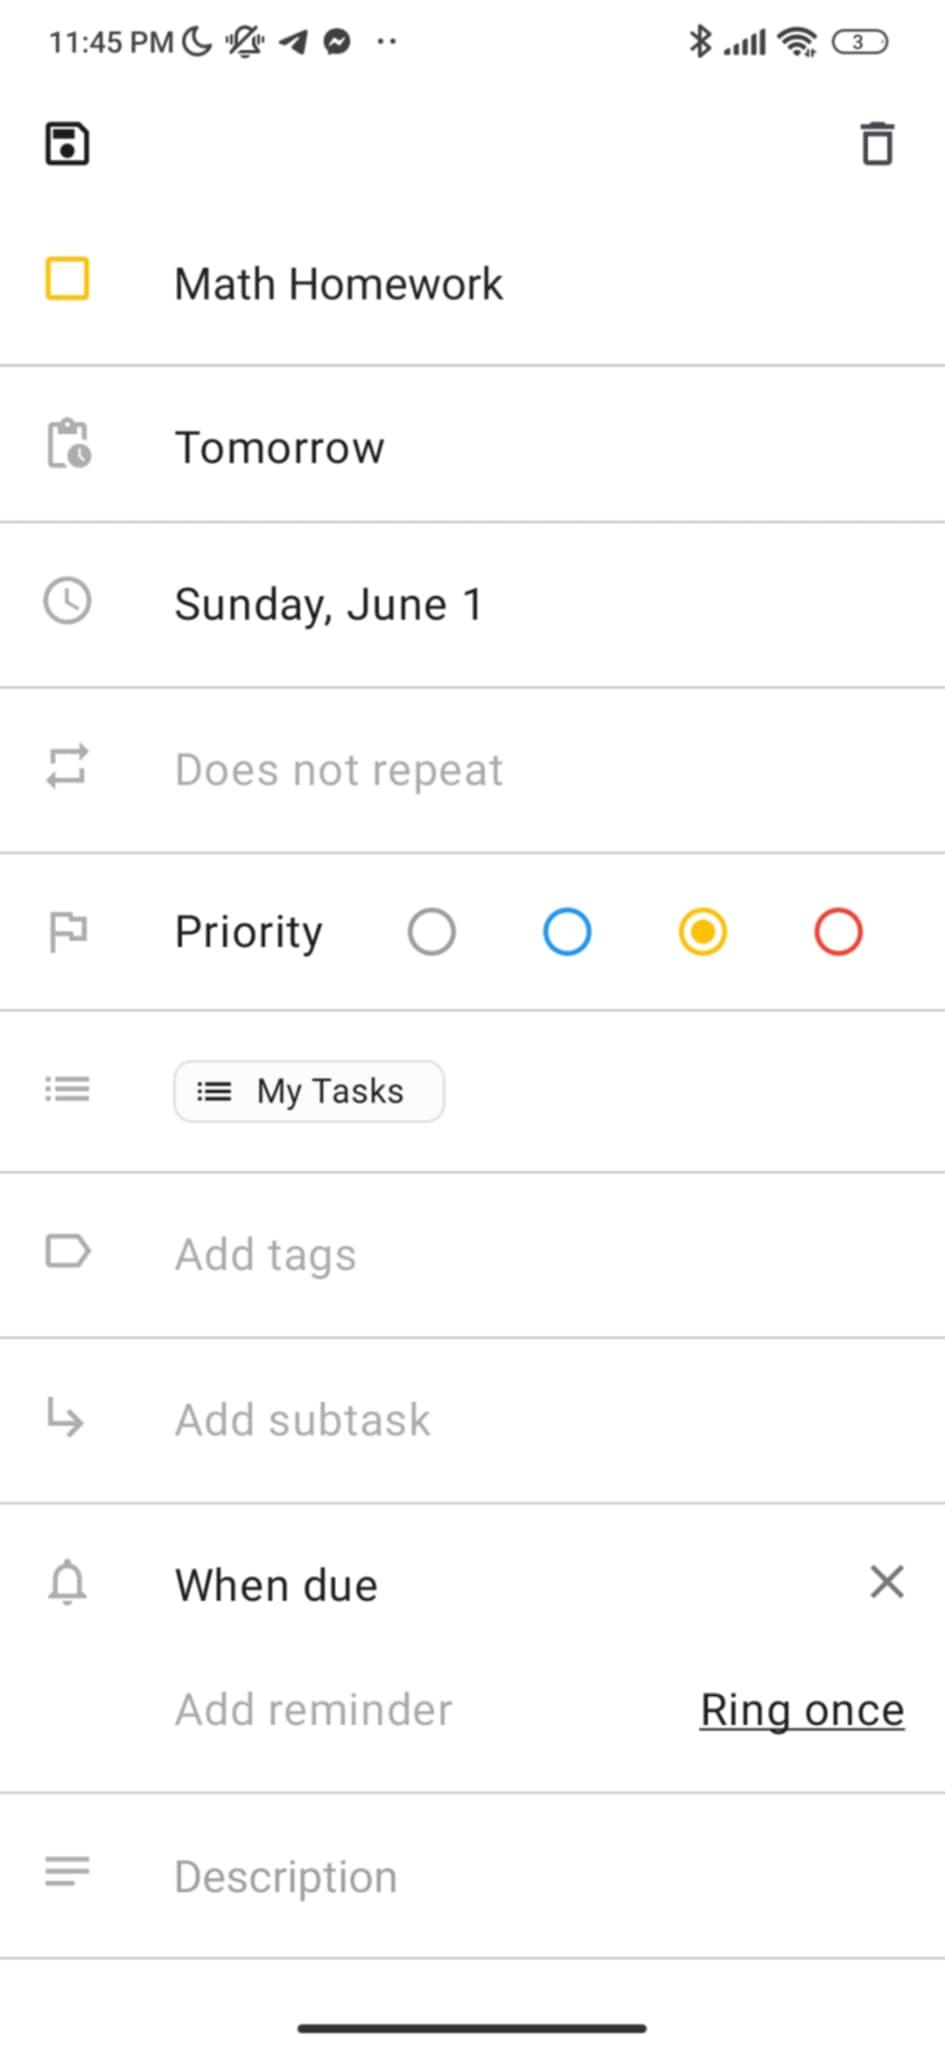 11:45 PM
3
Math Homework
Tomorrow
Sunday, June 1
Does not repeat
Priority
My Tasks
Add tags
Add subtask
When due
Add reminder Ring once
Description